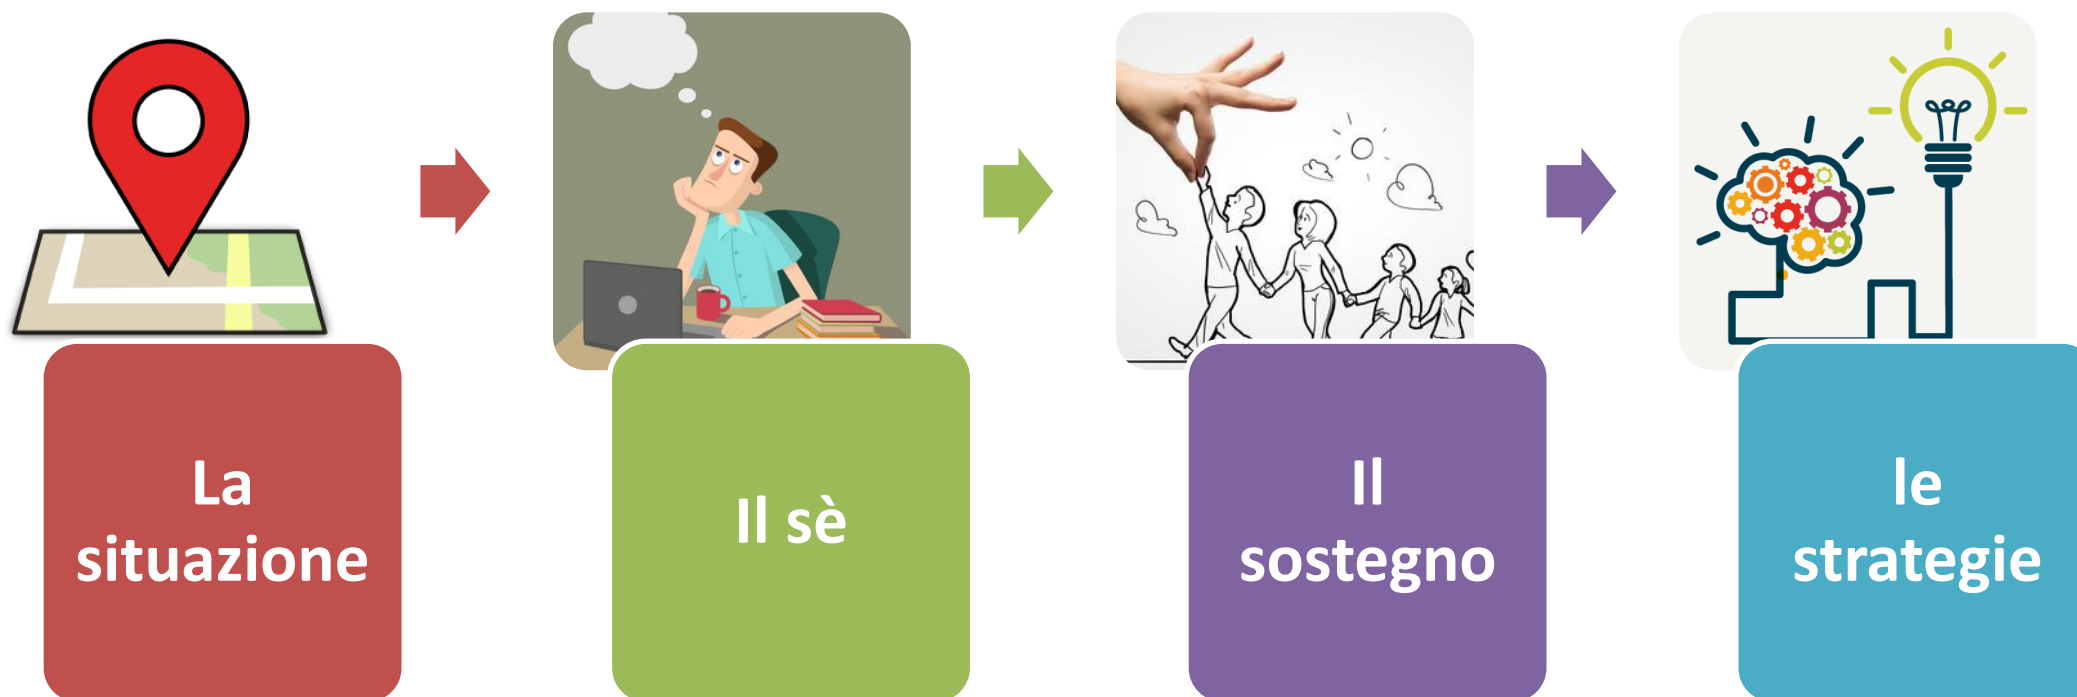 La
situazione
Il sè
Il
sostegno
le
strategie